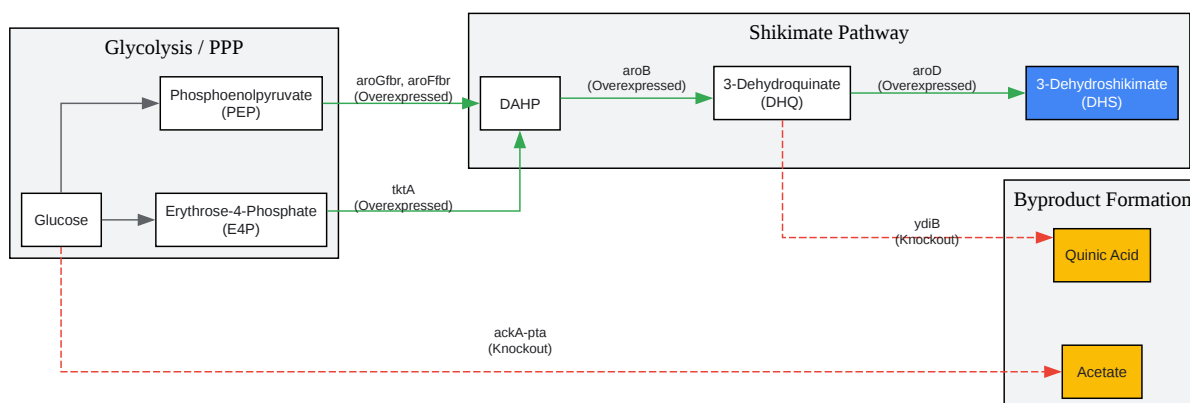 Glycolysis / PPP
Shikimate Pathway
Phosphoenolpyruvate
(PEP)
aroGfbr, aroFfbr
(Overexpressed)
DAHP
aroB
(Overexpressed)
3-Dehydroquinate
(DHQ)
aroD
(Overexpressed)
3-Dehydroshikimate
(DHS)
Glucose
Erythrose-4-Phosphate
(E4P)
tktA
(Overexpressed)
Byproduct Formation
ydiB
(Knockout)
Quinic Acid
ackA-pta
(Knockout)
Acetate